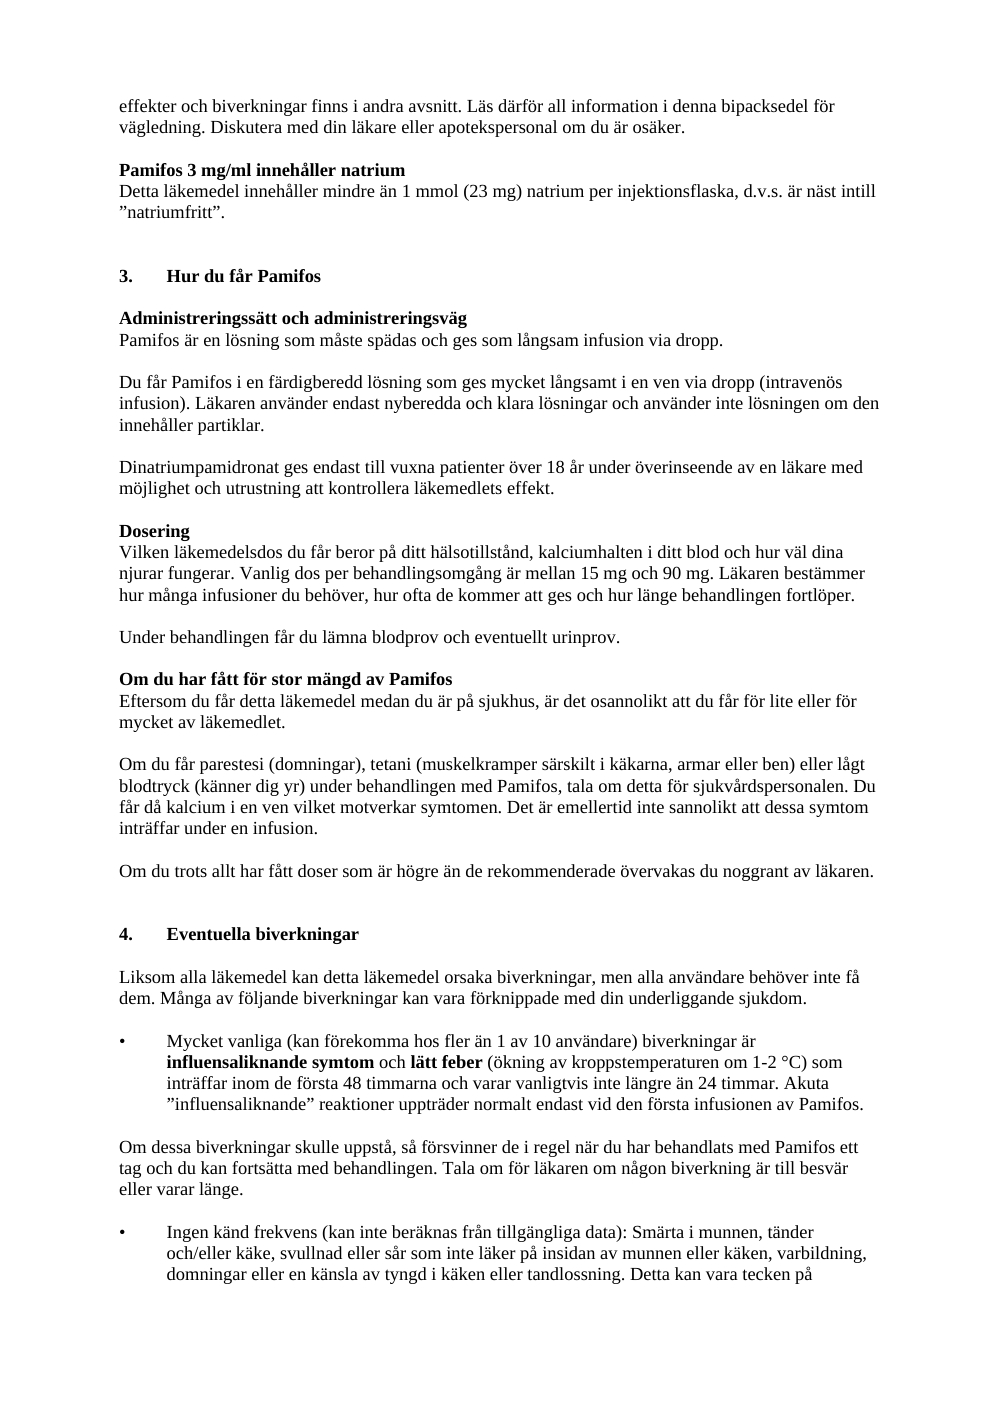 effekter och biverkningar finns i andra avsnitt. Läs därför all information i denna bipacksedel för
vägledning. Diskutera med din läkare eller apotekspersonal om du är osäker.
Pamifos 3 mg/ml innehåller natrium
Detta läkemedel innehåller mindre än 1 mmol (23 mg) natrium per injektionsflaska, d.v.s. är näst intill
”natriumfritt”.
3. Hur du får Pamifos
Administreringssätt och administreringsväg
Pamifos är en lösning som måste spädas och ges som långsam infusion via dropp.
Du får Pamifos i en färdigberedd lösning som ges mycket långsamt i en ven via dropp (intravenös
infusion). Läkaren använder endast nyberedda och klara lösningar och använder inte lösningen om den
innehåller partiklar.
Dinatriumpamidronat ges endast till vuxna patienter över 18 år under överinseende av en läkare med
möjlighet och utrustning att kontrollera läkemedlets effekt.
Dosering
Vilken läkemedelsdos du får beror på ditt hälsotillstånd, kalciumhalten i ditt blod och hur väl dina
njurar fungerar. Vanlig dos per behandlingsomgång är mellan 15 mg och 90 mg. Läkaren bestämmer
hur många infusioner du behöver, hur ofta de kommer att ges och hur länge behandlingen fortlöper.
Under behandlingen får du lämna blodprov och eventuellt urinprov.
Om du har fått för stor mängd av Pamifos
Eftersom du får detta läkemedel medan du är på sjukhus, är det osannolikt att du får för lite eller för
mycket av läkemedlet.
Om du får parestesi (domningar), tetani (muskelkramper särskilt i käkarna, armar eller ben) eller lågt
blodtryck (känner dig yr) under behandlingen med Pamifos, tala om detta för sjukvårdspersonalen. Du
får då kalcium i en ven vilket motverkar symtomen. Det är emellertid inte sannolikt att dessa symtom
inträffar under en infusion.
Om du trots allt har fått doser som är högre än de rekommenderade övervakas du noggrant av läkaren.
4. Eventuella biverkningar
Liksom alla läkemedel kan detta läkemedel orsaka biverkningar, men alla användare behöver inte få
dem. Många av följande biverkningar kan vara förknippade med din underliggande sjukdom.
• Mycket vanliga (kan förekomma hos fler än 1 av 10 användare) biverkningar är
influensaliknande symtom och lätt feber (ökning av kroppstemperaturen om 1-2 °C) som
inträffar inom de första 48 timmarna och varar vanligtvis inte längre än 24 timmar. Akuta
”influensaliknande” reaktioner uppträder normalt endast vid den första infusionen av Pamifos.
Om dessa biverkningar skulle uppstå, så försvinner de i regel när du har behandlats med Pamifos ett
tag och du kan fortsätta med behandlingen. Tala om för läkaren om någon biverkning är till besvär
eller varar länge.
• Ingen känd frekvens (kan inte beräknas från tillgängliga data): Smärta i munnen, tänder
och/eller käke, svullnad eller sår som inte läker på insidan av munnen eller käken, varbildning,
domningar eller en känsla av tyngd i käken eller tandlossning. Detta kan vara tecken på